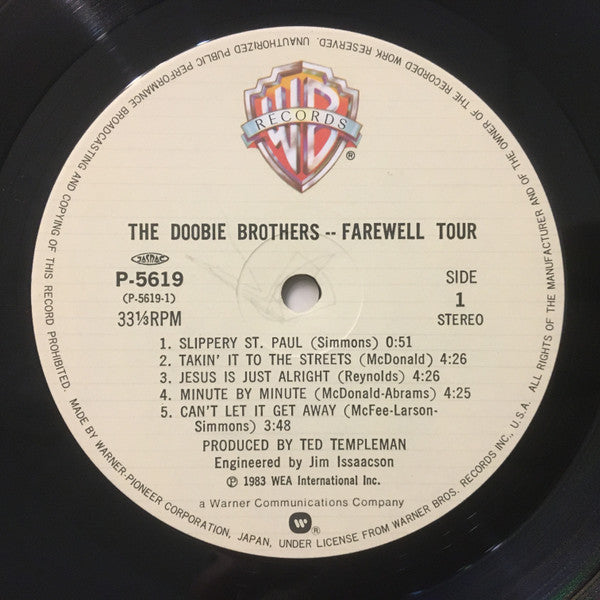 WB
RECORDS
®
THE DOOBIE BROTHERS -- FAREWELL TOUR
JASRAC
P-5619
(P-5619-1)
33⅓RPM
SIDE
1
STEREO
1. SLIPPERY ST. PAUL (Simmons) 0:51
2. TAKIN' IT TO THE STREETS (McDonald) 4:26
3. JESUS IS JUST ALRIGHT (Reynolds) 4:26
4. MINUTE BY MINUTE (McDonald-Abrams) 4:25
5. CAN'T LET IT GET AWAY (McFee-Larson-
Simmons) 3:48
PRODUCED BY TED TEMPLEMAN
Engineered by Jim Issaacson
℗ 1983 WEA International Inc.
a Warner Communications Company
®
MADE BY WARNER-PIONEER CORPORATION, JAPAN, UNDER LICENSE FROM WARNER BROS. RECORDS INC., U.S.A. ALL RIGHTS OF THE MANUFACTURER AND OF THE OWNER OF THE RECORDED WORK RESERVED. UNAUTHORIZED PUBLIC PERFORMANCE BROADCASTING AND COPYING OF THIS RECORD PROHIBITED.